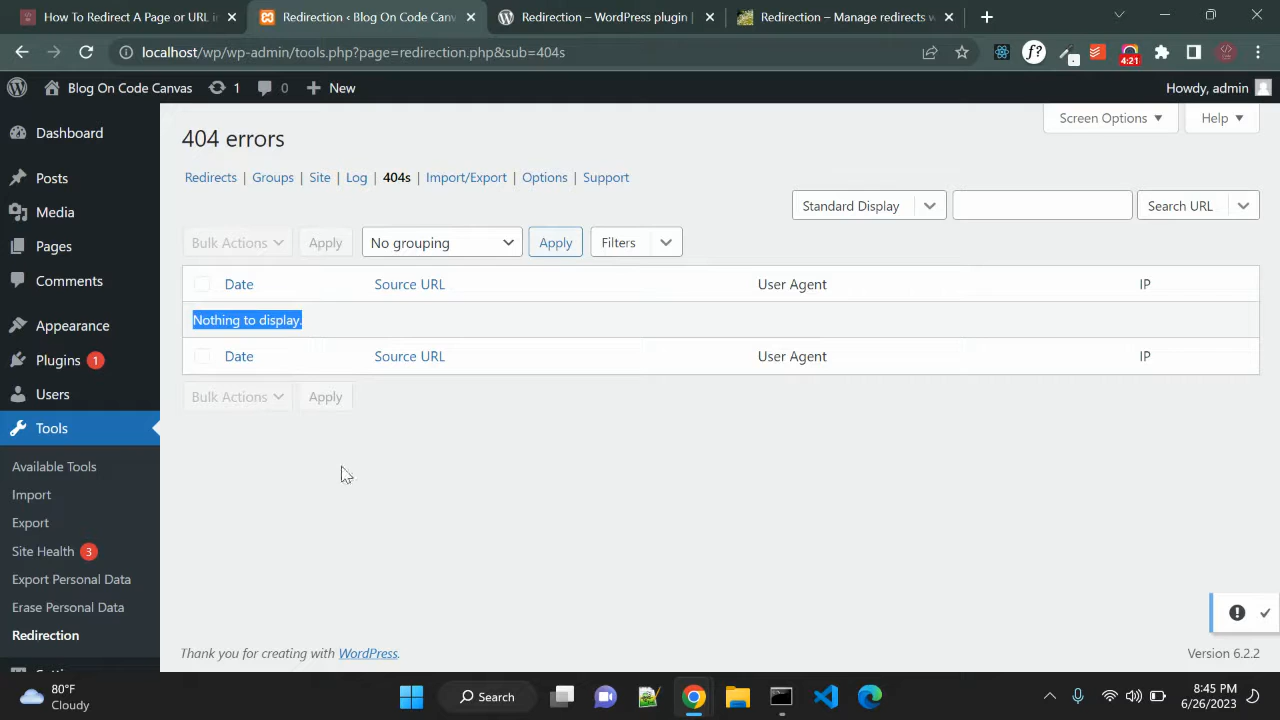 How To Redirect A Page or URL in
Redirection ‹ Blog On Code Canvas
Redirection – WordPress plugin |
Redirection – Manage redirects w
localhost/wp/wp-admin/tools.php?page=redirection.php&sub=404s
f?
4:21
Blog On Code Canvas
1
0
New
Howdy, admin
Dashboard
Posts
Media
Pages
Comments
Appearance
Plugins 1
Users
Tools
Available Tools
Import
Export
Site Health 3
Export Personal Data
Erase Personal Data
Redirection
Screen Options
Help
404 errors
Redirects | Groups | Site | Log | 404s | Import/Export | Options | Support
Standard Display
Search URL
Bulk Actions
Apply
No grouping
Apply
Filters
Date Source URL User Agent IP
Nothing to display.
Date Source URL User Agent IP
Bulk Actions
Apply
Thank you for creating with WordPress.
Version 6.2.2
80°F
Cloudy
Search
8:45 PM
6/26/2023